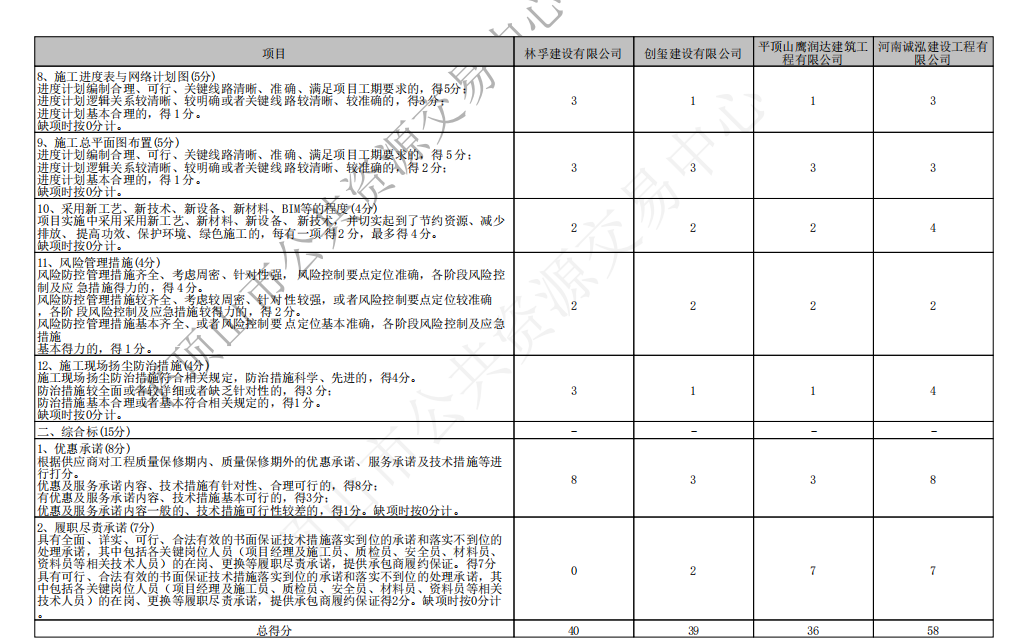 项目
林孚建设有限公司
创玺建设有限公司
平顶山鹰润达建筑工
程有限公司
河南诚泓建设工程有
限公司
8、施工进度表与网络计划图(5分)
进度计划编制合理、可行、关键线路清晰、准确、满足项目工期要求的，得5分；
进度计划逻辑关系较清晰、较明确或者关键线路较清晰、较准确的，得3分；
进度计划基本合理的，得1分。
缺项时按0分计。
3
1
1
3
9、施工总平面图布置(5分)
进度计划编制合理、可行、关键线路清晰、准确、满足项目工期要求的，得5分；
进度计划逻辑关系较清晰、较明确或者关键线路较清晰、较准确的，得2分；
进度计划基本合理的，得1分。
缺项时按0分计。
3
3
3
3
10、采用新工艺、新技术、新设备、新材料、BIM等的程度(4分)
项目实施中采用采用新工艺、新材料、新设备、新技术，并切实起到了节约资源、减少
排放、提高功效、保护环境、绿色施工的，每有一项得2分，最多得4分。
缺项时按0分计。
2
2
2
4
11、风险管理措施(4分)
风险防控管理措施齐全、考虑周密、针对性强，风险控制要点定位准确，各阶段风险控
制及应急措施得力的，得4分。
风险防控管理措施较齐全、考虑较周密、针对性较强，或者风险控制要点定位较准确
，各阶段风险控制及应急措施较得力的，得2分。
风险防控管理措施基本齐全、或者风险控制要点定位基本准确，各阶段风险控制及应急
措施
基本得力的，得1分。
2
2
2
2
12、施工现场扬尘防治措施(4分)
施工现场扬尘防治措施符合相关规定，防治措施科学、先进的，得4分。
防治措施较全面或者较详细或者缺乏针对性的，得3分；
防治措施基本合理或者基本符合相关规定的，得1分。
缺项时按0分计。
3
1
1
4
二、综合标(15分)
-
-
-
-
1、优惠承诺(8分)
根据供应商对工程质量保修期内、质量保修期外的优惠承诺、服务承诺及技术措施等进
行打分。
优惠及服务承诺内容、技术措施有针对性、合理可行的，得8分；
有优惠及服务承诺内容、技术措施基本可行的，得3分；
优惠及服务承诺内容一般的、技术措施可行性较差的，得1分。缺项时按0分计。
8
3
3
8
2、履职尽责承诺(7分)
具有全面、详实、可行、合法有效的书面保证技术措施落实到位的承诺和落实不到位的
处理承诺，其中包括各关键岗位人员（项目经理及施工员、质检员、安全员、材料员、
资料员等相关技术人员）的在岗、更换等履职尽责承诺，提供承包商履约保证。得7分
具有可行、合法有效的书面保证技术措施落实到位的承诺和落实不到位的处理承诺，其
中包括各关键岗位人员（项目经理及施工员、质检员、安全员、材料员、资料员等相关
技术人员）的在岗、更换等履职尽责承诺，提供承包商履约保证得2分。缺项时按0分计
。
0
2
7
7
总得分
40
39
36
58
平顶山市公共资源交易中心
山市公共资源交易中心